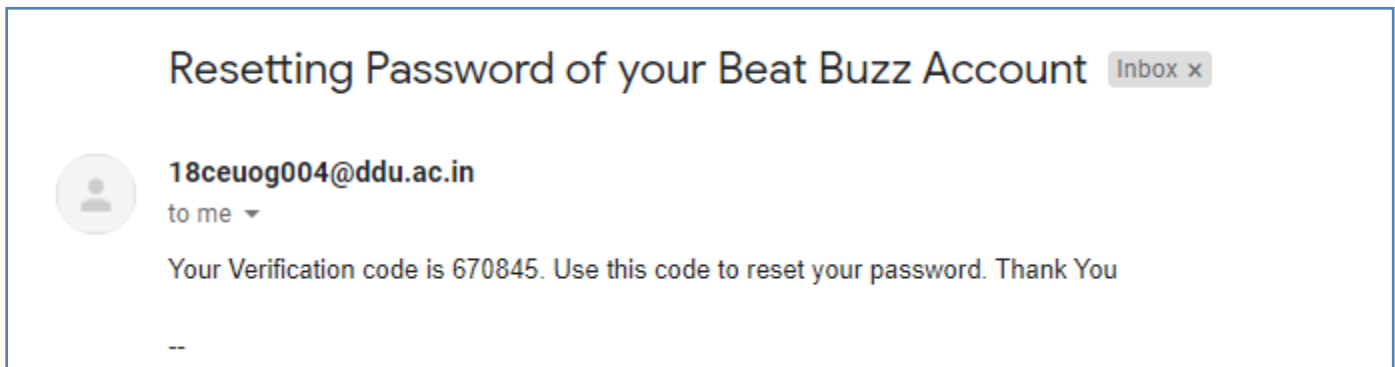 Resetting Password of your Beat Buzz Account Inbox ×
18ceuog004@ddu.ac.in
to me
Your Verification code is 670845. Use this code to reset your password. Thank You
--